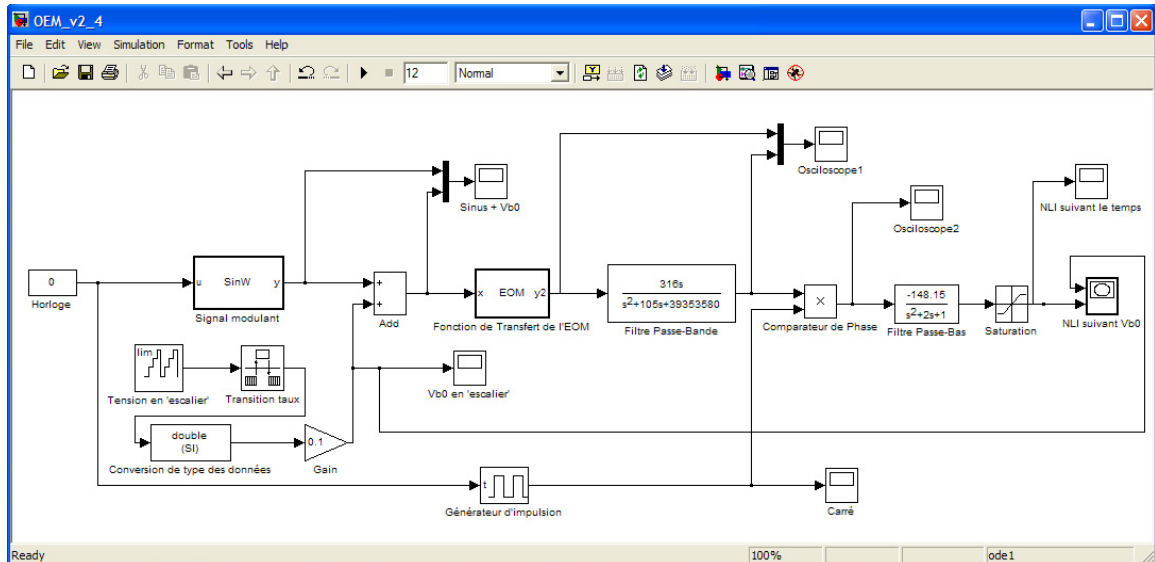 OEM_v2_4
File Edit View Simulation Format Tools Help
12 Normal
Osciloscope1
Sinus + Vb0
NLI suivant le temps
Osciloscope2
0
Horloge
u SinW y
Signal modulant
+
+
Add
x EOM y2
Fonction de Transfert de l'EOM
316s
s2+105s+39353580
Filtre Passe-Bande
×
Comparateur de Phase
-148.15
s2+2s+1
Filtre Passe-Bas
Saturation
NLI suivant Vb0
lim
Tension en 'escalier'
Transition taux
Vb0 en 'escalier'
double
(SI)
Conversion de type des données
0.1
Gain
t
Générateur d'impulsion
Carré
Ready 100% ode1